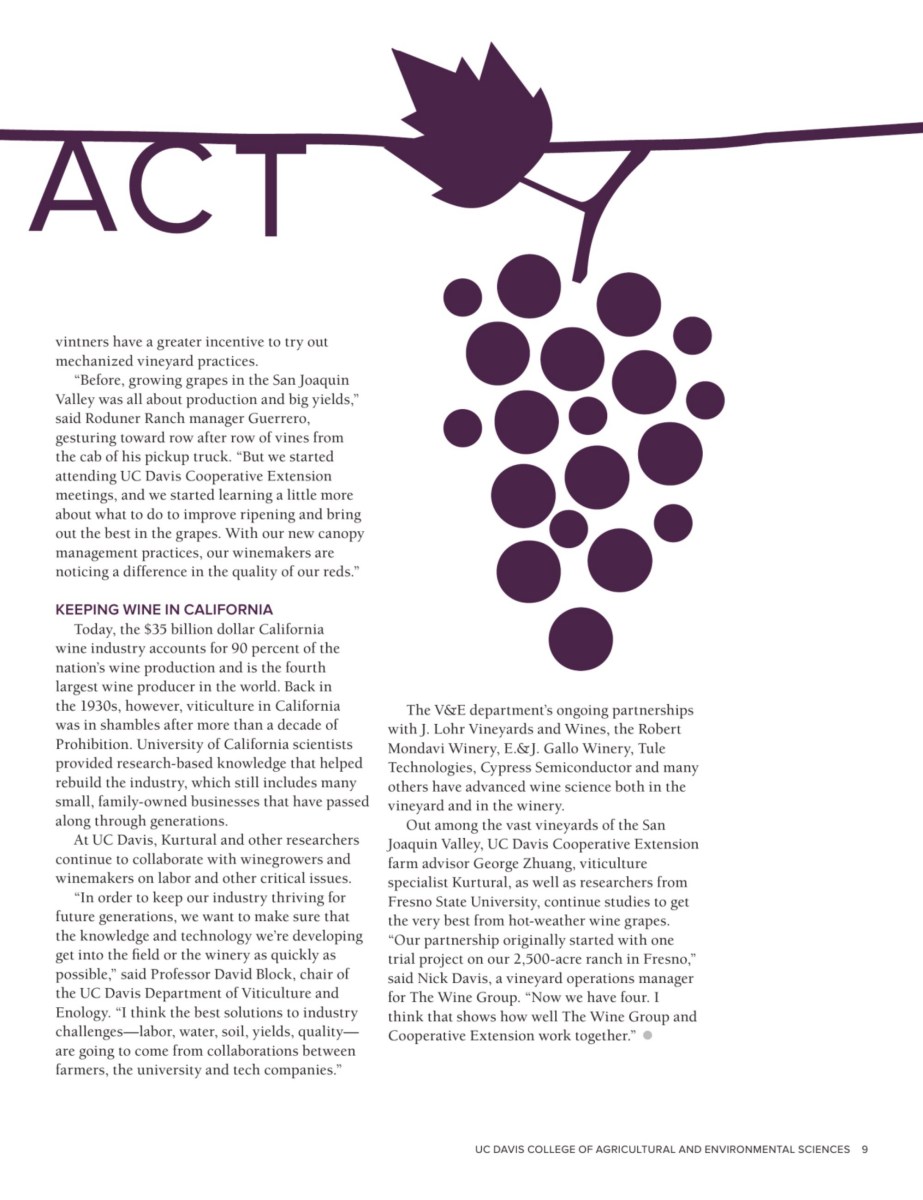 ACT
vintners have a greater incentive to try out
mechanized vineyard practices.
“Before, growing grapes in the San Joaquin
Valley was all about production and big yields,”
said Roduner Ranch manager Guerrero,
gesturing toward row after row of vines from
the cab of his pickup truck. “But we started
attending UC Davis Cooperative Extension
meetings, and we started learning a little more
about what to do to improve ripening and bring
out the best in the grapes. With our new canopy
management practices, our winemakers are
noticing a difference in the quality of our reds.”
KEEPING WINE IN CALIFORNIA
Today, the $35 billion dollar California
wine industry accounts for 90 percent of the
nation’s wine production and is the fourth
largest wine producer in the world. Back in
the 1930s, however, viticulture in California
was in shambles after more than a decade of
Prohibition. University of California scientists
provided research-based knowledge that helped
rebuild the industry, which still includes many
small, family-owned businesses that have passed
along through generations.
At UC Davis, Kurtural and other researchers
continue to collaborate with winegrowers and
winemakers on labor and other critical issues.
“In order to keep our industry thriving for
future generations, we want to make sure that
the knowledge and technology we’re developing
get into the field or the winery as quickly as
possible,” said Professor David Block, chair of
the UC Davis Department of Viticulture and
Enology. “I think the best solutions to industry
challenges—labor, water, soil, yields, quality—
are going to come from collaborations between
farmers, the university and tech companies.”
The V&E department’s ongoing partnerships
with J. Lohr Vineyards and Wines, the Robert
Mondavi Winery, E.&J. Gallo Winery, Tule
Technologies, Cypress Semiconductor and many
others have advanced wine science both in the
vineyard and in the winery.
Out among the vast vineyards of the San
Joaquin Valley, UC Davis Cooperative Extension
farm advisor George Zhuang, viticulture
specialist Kurtural, as well as researchers from
Fresno State University, continue studies to get
the very best from hot-weather wine grapes.
“Our partnership originally started with one
trial project on our 2,500-acre ranch in Fresno,”
said Nick Davis, a vineyard operations manager
for The Wine Group. “Now we have four. I
think that shows how well The Wine Group and
Cooperative Extension work together.”
UC DAVIS COLLEGE OF AGRICULTURAL AND ENVIRONMENTAL SCIENCES 9